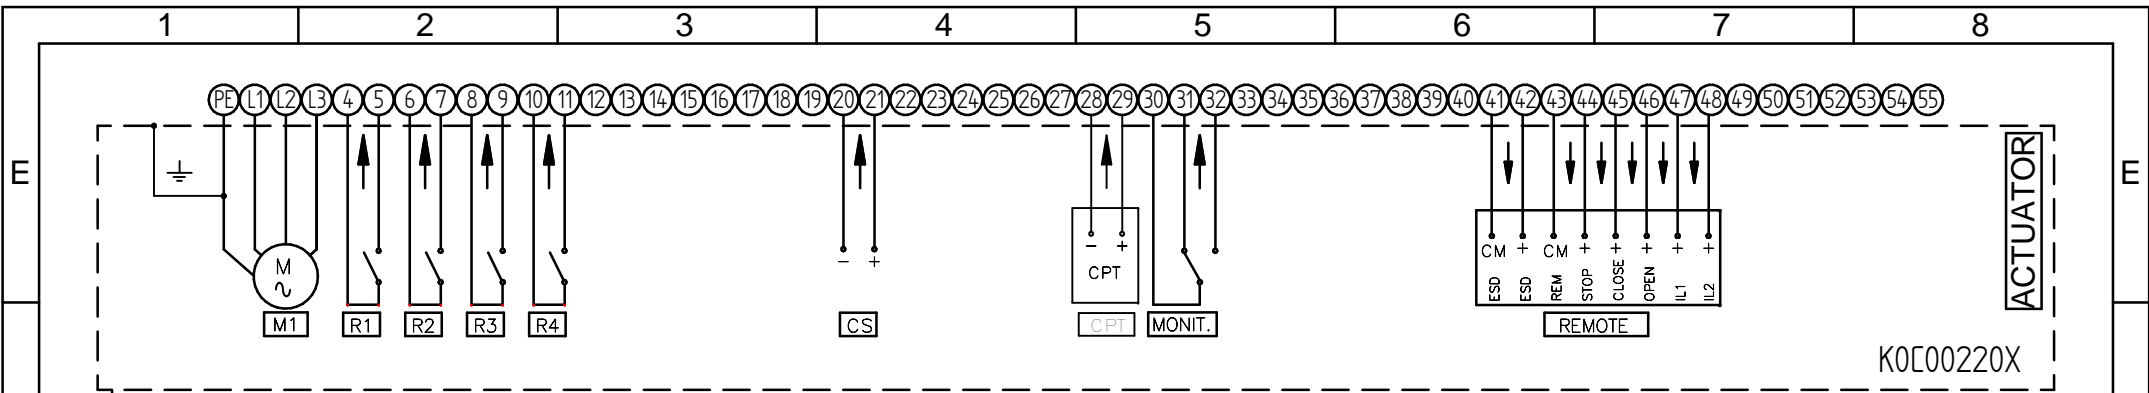 1 2 3 4 5 6 7 8
PE L1 L2 L3 4 5 6 7 8 9 10 11 12 13 14 15 16 17 18 19 20 21 22 23 24 25 26 27 28 29 30 31 32 33 34 35 36 37 38 39 40 41 42 43 44 45 46 47 48 49 50 51 52 53 54 55
E E
ACTUATOR
- + - + CM + CM + + + + +
M CPT
ESD ESD REM STOP CLOSE OPEN IL1 IL2
M1 R1 R2 R3 R4 CS CPT MONIT. REMOTE
K0C00220X